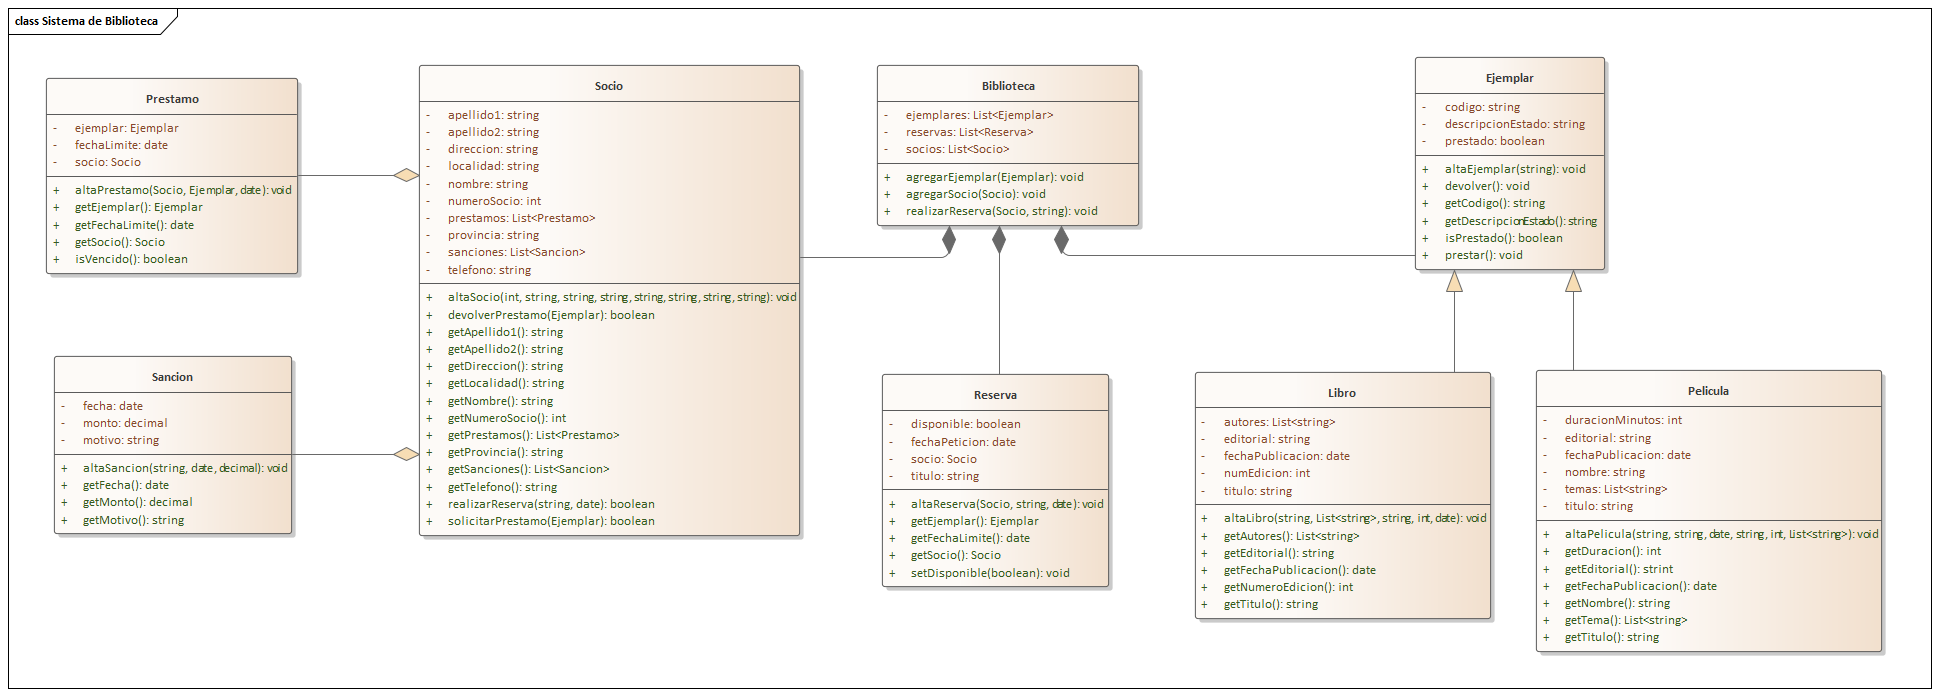 class Sistema de Biblioteca
Prestamo
- ejemplar: Ejemplar
- fechaLimite: date
- socio: Socio
+ altaPrestamo(Socio, Ejemplar, date): void
+ getEjemplar(): Ejemplar
+ getFechaLimite(): date
+ getSocio(): Socio
+ isVencido(): boolean
Sancion
- fecha: date
- monto: decimal
- motivo: string
+ altaSancion(string, date, decimal): void
+ getFecha(): date
+ getMonto(): decimal
+ getMotivo(): string
Socio
- apellido1: string
- apellido2: string
- direccion: string
- localidad: string
- nombre: string
- numeroSocio: int
- prestamos: List<Prestamo>
- provincia: string
- sanciones: List<Sancion>
- telefono: string
+ altaSocio(int, string, string, string, string, string, string, string): void
+ devolverPrestamo(Ejemplar): boolean
+ getApellido1(): string
+ getApellido2(): string
+ getDireccion(): string
+ getLocalidad(): string
+ getNombre(): string
+ getNumeroSocio(): int
+ getPrestamos(): List<Prestamo>
+ getProvincia(): string
+ getSanciones(): List<Sancion>
+ getTelefono(): string
+ realizarReserva(string, date): boolean
+ solicitarPrestamo(Ejemplar): boolean
Biblioteca
- ejemplares: List<Ejemplar>
- reservas: List<Reserva>
- socios: List<Socio>
+ agregarEjemplar(Ejemplar): void
+ agregarSocio(Socio): void
+ realizarReserva(Socio, string): void
Reserva
- disponible: boolean
- fechaPeticion: date
- socio: Socio
- titulo: string
+ altaReserva(Socio, string, date): void
+ getEjemplar(): Ejemplar
+ getFechaLimite(): date
+ getSocio(): Socio
+ setDisponible(boolean): void
Ejemplar
- codigo: string
- descripcionEstado: string
- prestado: boolean
+ altaEjemplar(string): void
+ devolver(): void
+ getCodigo(): string
+ getDescripcionEstado(): string
+ isPrestado(): boolean
+ prestar(): void
Libro
- autores: List<string>
- editorial: string
- fechaPublicacion: date
- numEdicion: int
- titulo: string
+ altaLibro(string, List<string>, string, int, date): void
+ getAutores(): List<string>
+ getEditorial(): string
+ getFechaPublicacion(): date
+ getNumeroEdicion(): int
+ getTitulo(): string
Pelicula
- duracionMinutos: int
- editorial: string
- fechaPublicacion: date
- nombre: string
- temas: List<string>
- titulo: string
+ altaPelicula(string, string, date, string, int, List<string>): void
+ getDuracion(): int
+ getEditorial(): strint
+ getFechaPublicacion(): date
+ getNombre(): string
+ getTema(): List<string>
+ getTitulo(): string